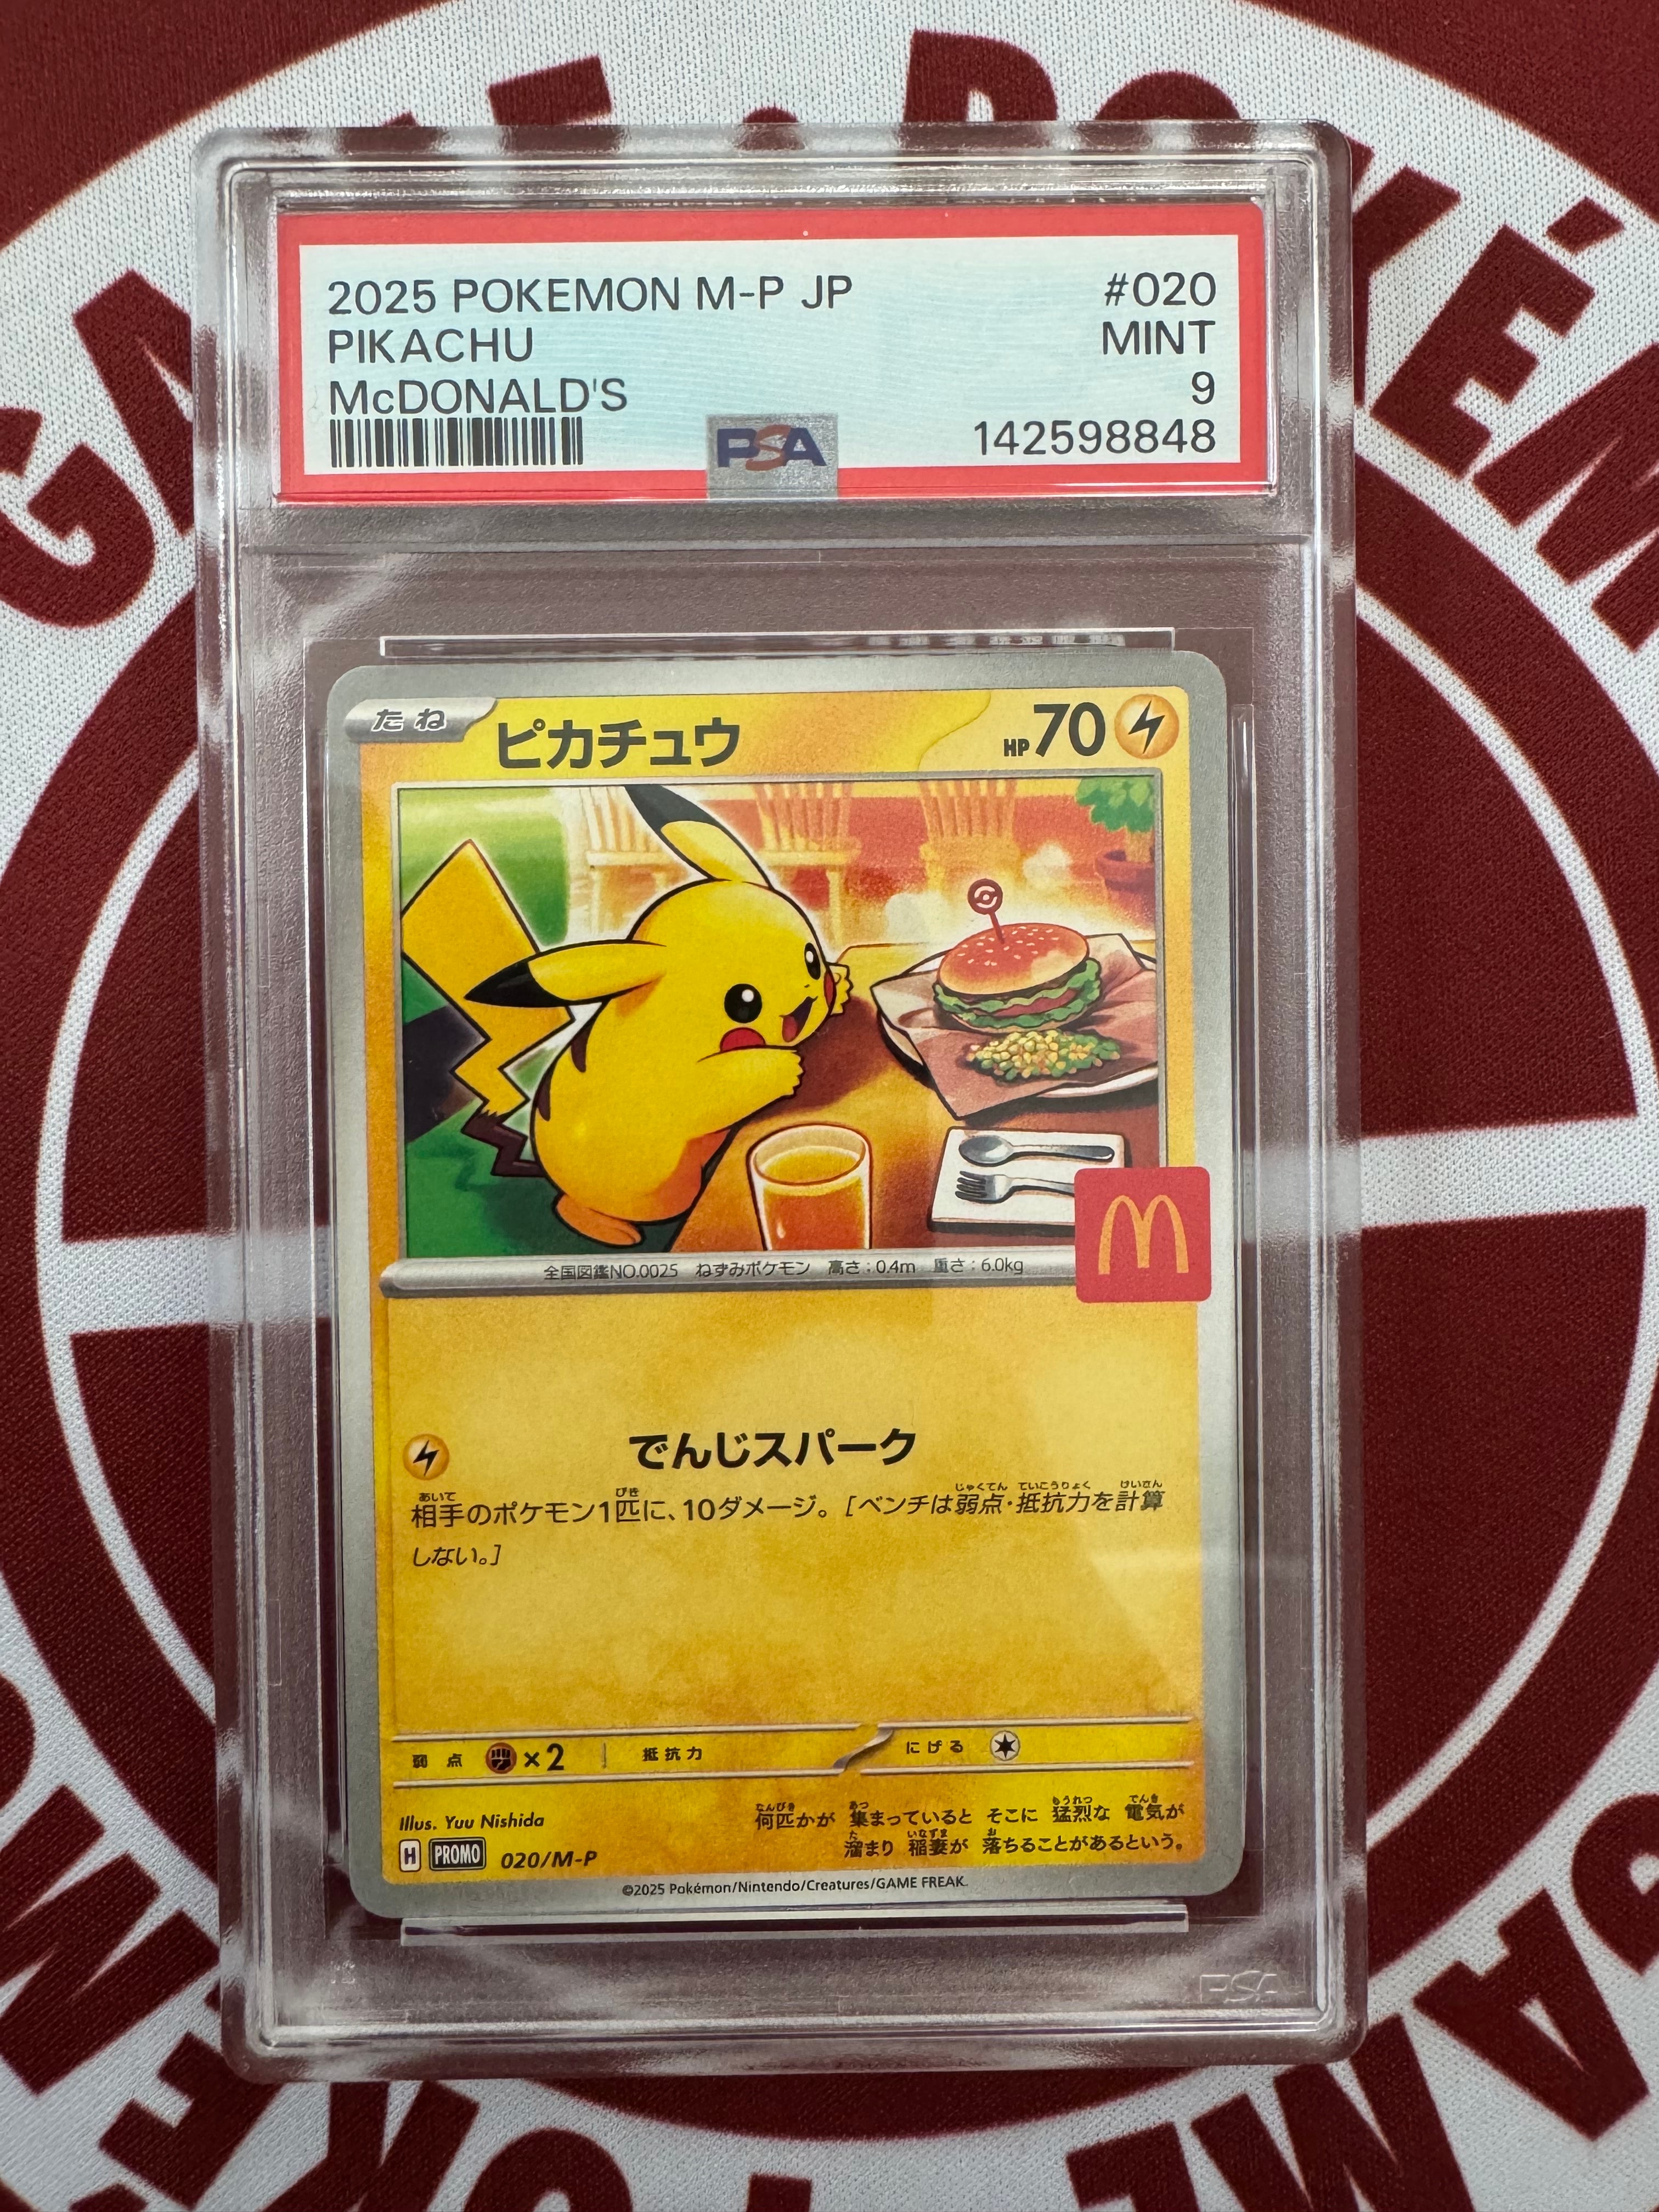 2025 POKEMON M-P JP
#020
PIKACHU
MINT
McDONALD'S
9
PSA
142598848
たね
ピカチュウ
HP70
全国図鑑NO.0025 ねずみポケモン 高さ:0.4m 重さ:6.0kg
M
でんじスパーク
相手のポケモン1匹に、10ダメージ。[ベンチは弱点・抵抗力を計算
しない。]
弱点 ×2
抵抗力
にげる
Illus. Yuu Nishida
何匹かが 集まっていると そこに 猛烈な 電気が
溜まり 稲妻が 落ちることがあるという。
H PROMO 020/M-P
©2025 Pokémon/Nintendo/Creatures/GAME FREAK.
PSA